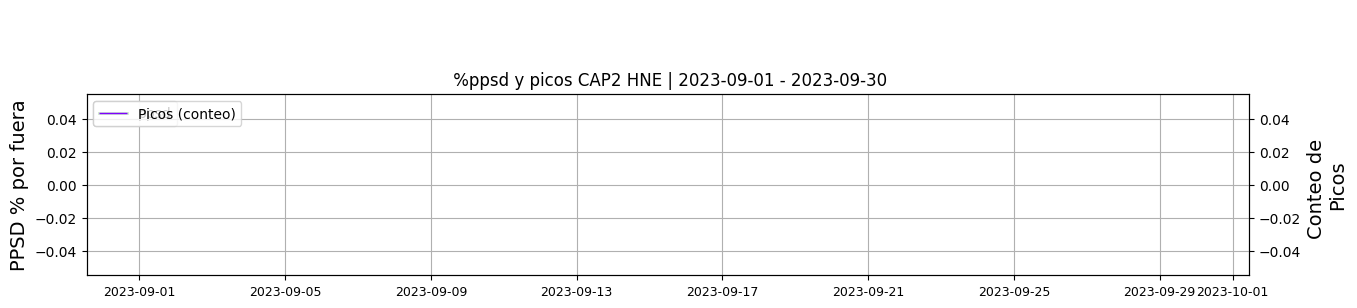 %ppsd y picos CAP2 HNE | 2023-09-01 - 2023-09-30
Picos (conteo)
PPSD % por fuera
0.04
0.02
0.00
−0.02
−0.04
0.04
0.02
0.00
−0.02
−0.04
Conteo de
Picos
2023-09-01 2023-09-05 2023-09-09 2023-09-13 2023-09-17 2023-09-21 2023-09-25 2023-09-29 2023-10-01